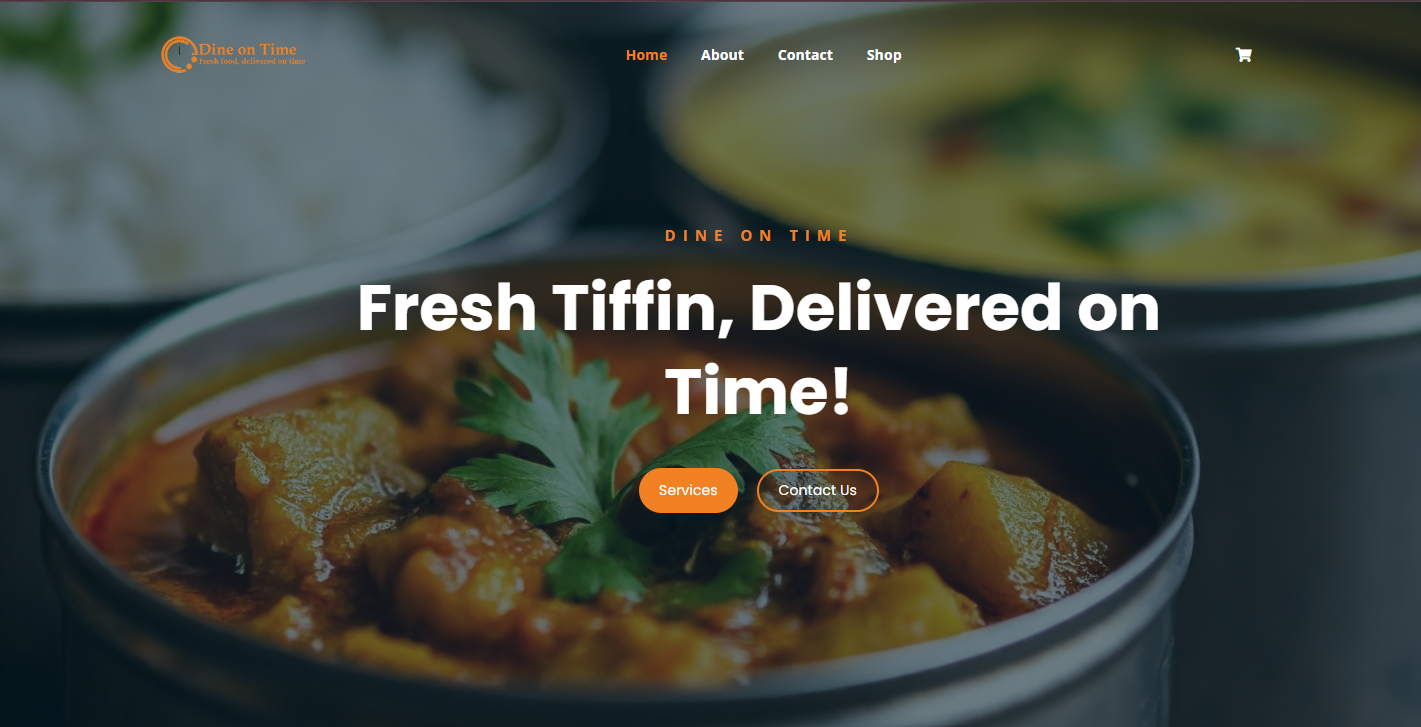 Dine on Time
Fresh food, delivered on time
Home About Contact Shop
DINE ON TIME
Fresh Tiffin, Delivered on
Time!
Services Contact Us